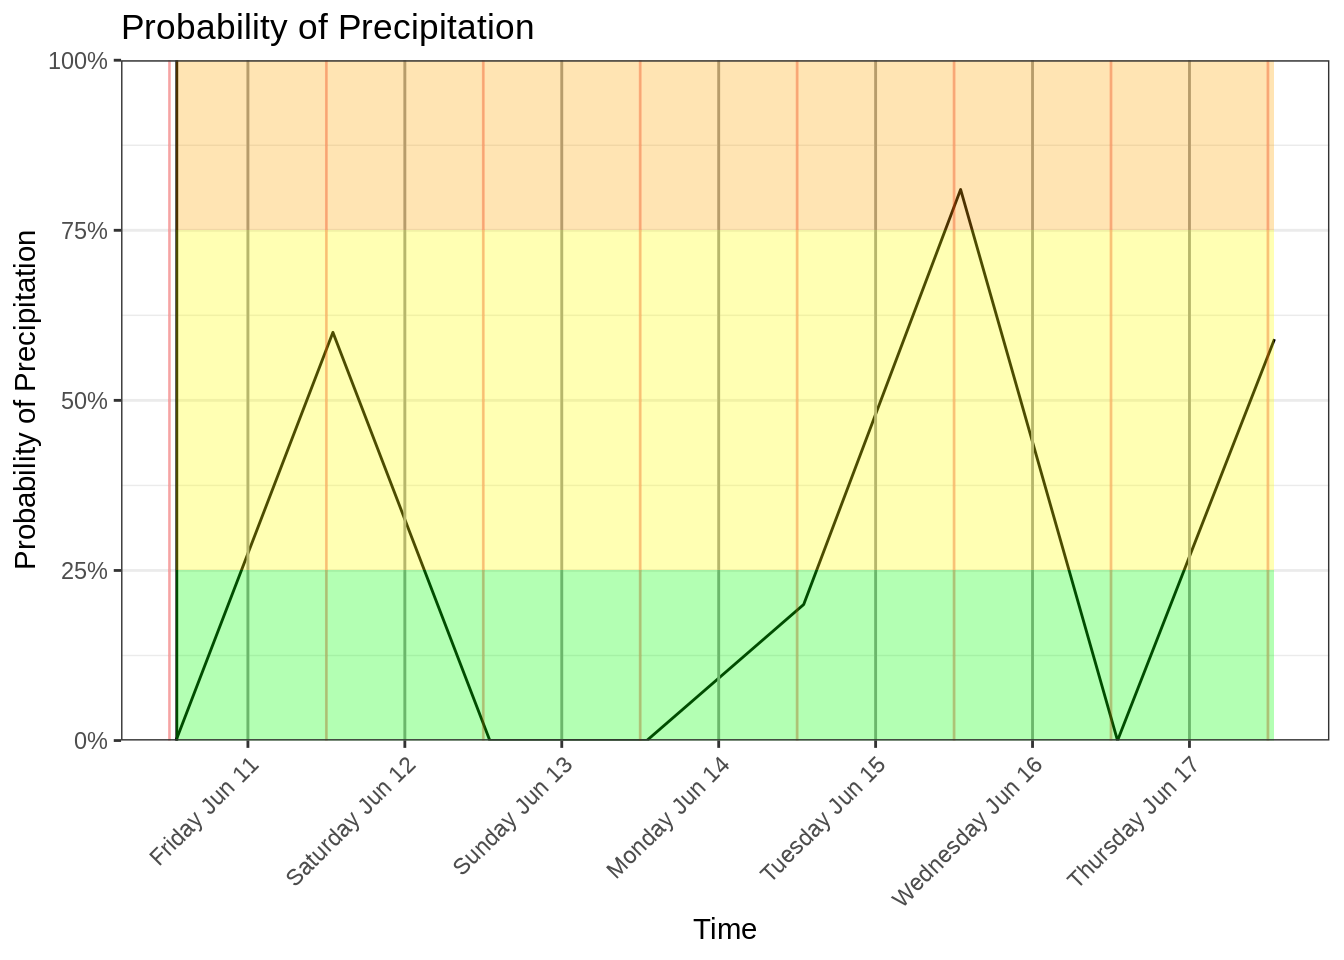 Probability of Precipitation
Probability of Precipitation
100%
75%
50%
25%
0%
Friday Jun 11
Saturday Jun 12
Sunday Jun 13
Monday Jun 14
Tuesday Jun 15
Wednesday Jun 16
Thursday Jun 17
Time